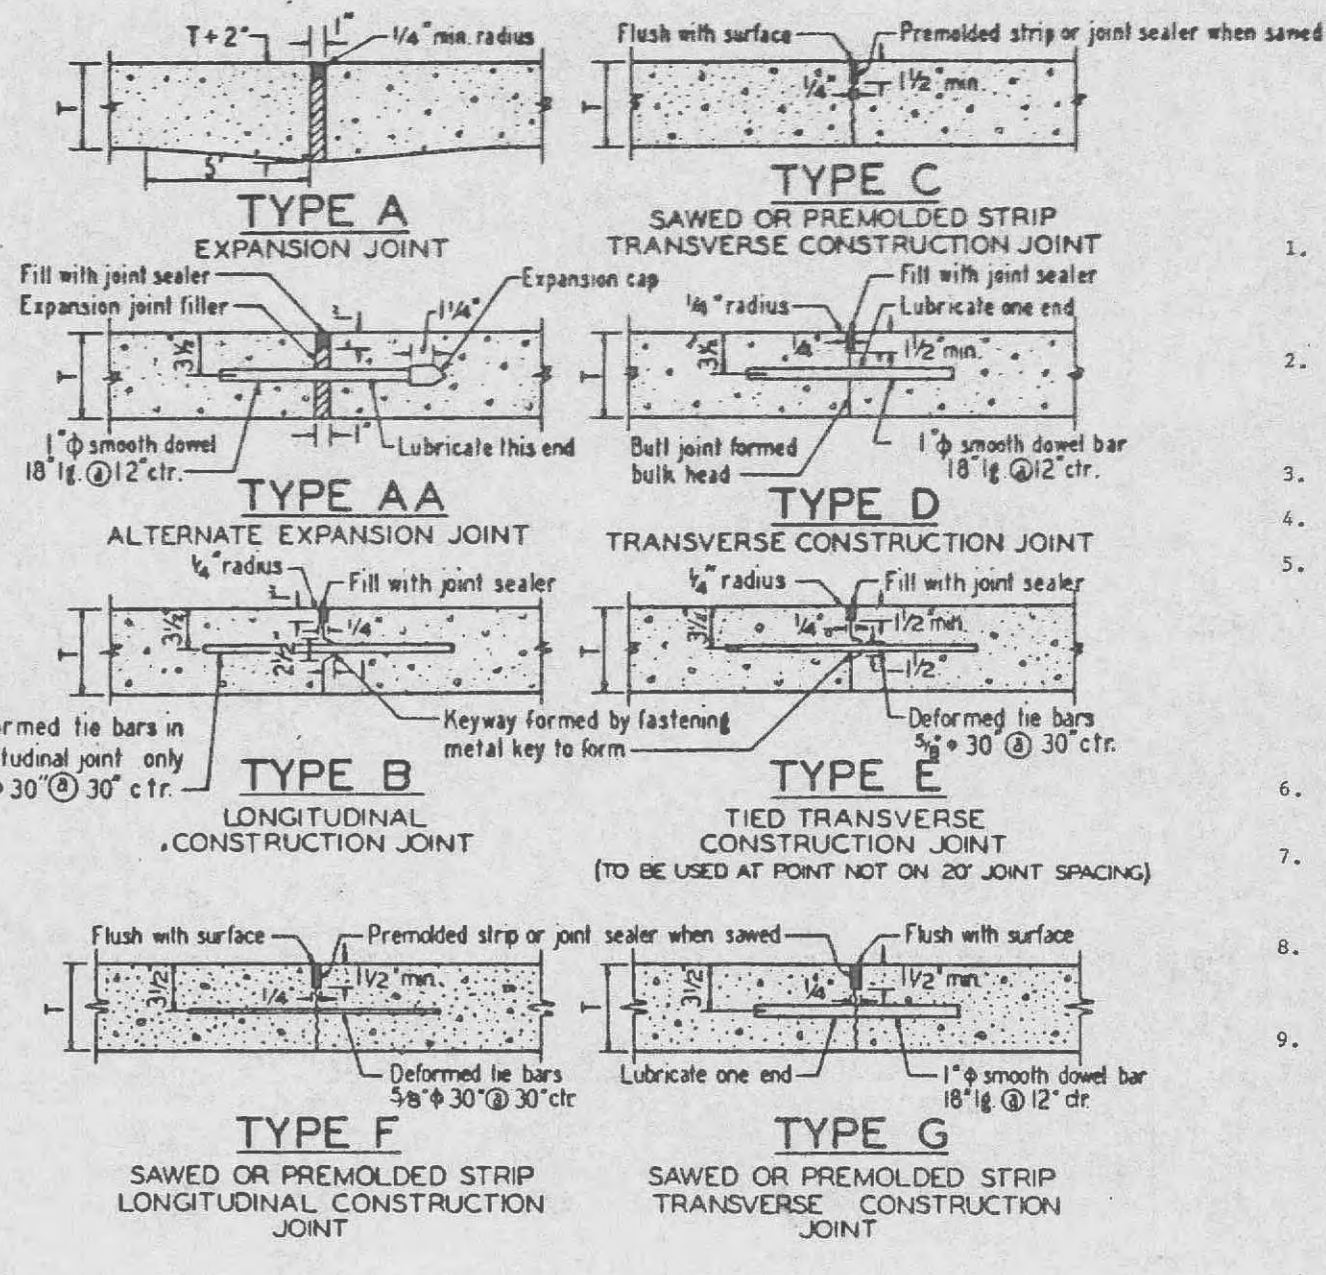 T+2"
1"
1/4" min. radius
T
5'
TYPE A
EXPANSION JOINT
Flush with surface
Premolded strip or joint sealer when sawed
1/4"
1 1/2" min.
T
TYPE C
SAWED OR PREMOLDED STRIP
TRANSVERSE CONSTRUCTION JOINT
Fill with joint sealer
Expansion joint filler
Expansion cap
1 1/4"
3 1/2
T
1"
1" φ smooth dowel
18" lg. @ 12" ctr.
Lubricate this end
TYPE AA
ALTERNATE EXPANSION JOINT
Fill with joint sealer
1/4" radius
Lubricate one end
1/4"
1 1/2" min.
3 1/2
T
Butt joint formed
bulk head
1" φ smooth dowel bar
18" lg. @ 12" ctr.
TYPE D
TRANSVERSE CONSTRUCTION JOINT
1/4" radius
Fill with joint sealer
1/4"
3 1/2"
2 1/2"
1"
T
rmed tie bars in
tudinal joint only
φ 30" @ 30" ctr.
Keyway formed by fastening
metal key to form
TYPE B
LONGITUDINAL
CONSTRUCTION JOINT
1/4" radius
Fill with joint sealer
1/4"
1 1/2" min.
1 1/2"
T
Deformed tie bars
5/8" φ 30" @ 30" ctr.
TYPE E
TIED TRANSVERSE
CONSTRUCTION JOINT
(TO BE USED AT POINT NOT ON 20' JOINT SPACING)
Flush with surface
Premolded strip or joint sealer when sawed
Flush with surface
3 1/2
1/4
1 1/2" min.
T
Deformed tie bars
5/8" φ 30" @ 30" ctr
TYPE F
SAWED OR PREMOLDED STRIP
LONGITUDINAL CONSTRUCTION
JOINT
3 1/2
1/4
1 1/2" min.
T
Lubricate one end
1" φ smooth dowel bar
18" lg. @ 12" ctr.
TYPE G
SAWED OR PREMOLDED STRIP
TRANSVERSE CONSTRUCTION
JOINT
1.
2.
3.
4.
5.
6.
7.
8.
9.